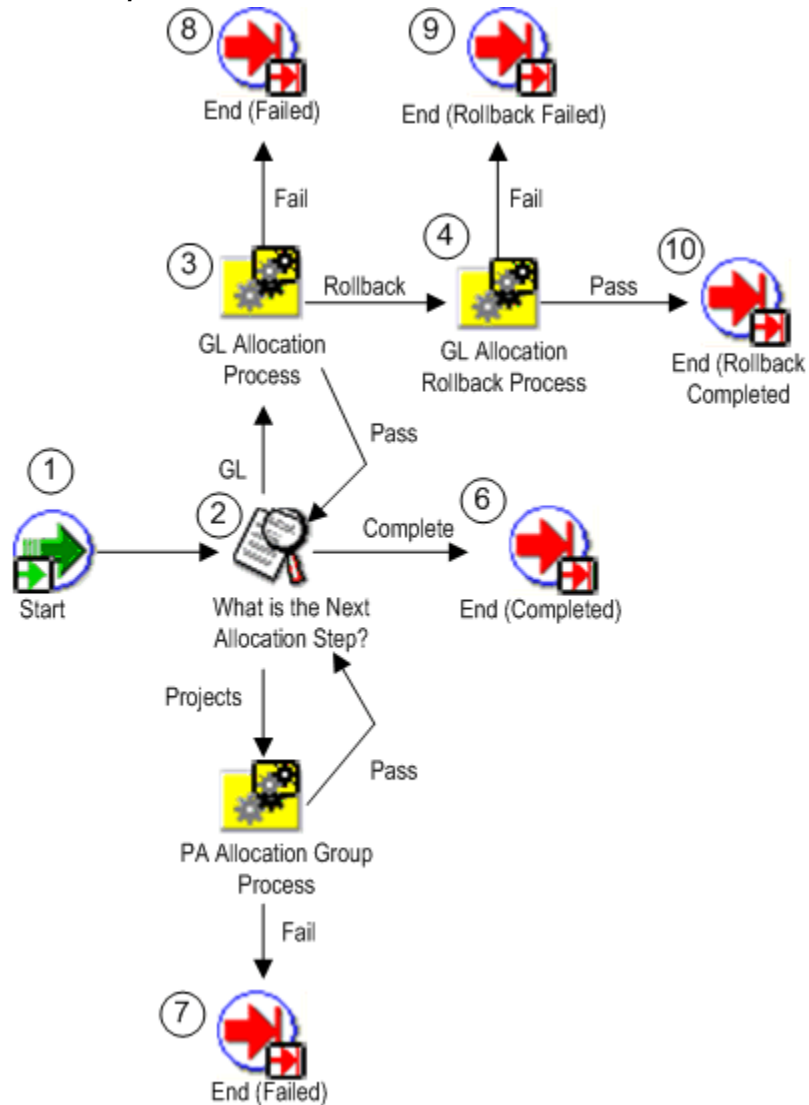 8
9
End (Failed)
End (Rollback Failed)
Fail
Fail
3
4
10
Rollback
Pass
GL Allocation
Process
GL Allocation
Rollback Process
End (Rollback
Completed
Pass
1
GL
2
6
Complete
Start
What is the Next
Allocation Step?
End (Completed)
Projects
Pass
PA Allocation Group
Process
Fail
7
End (Failed)